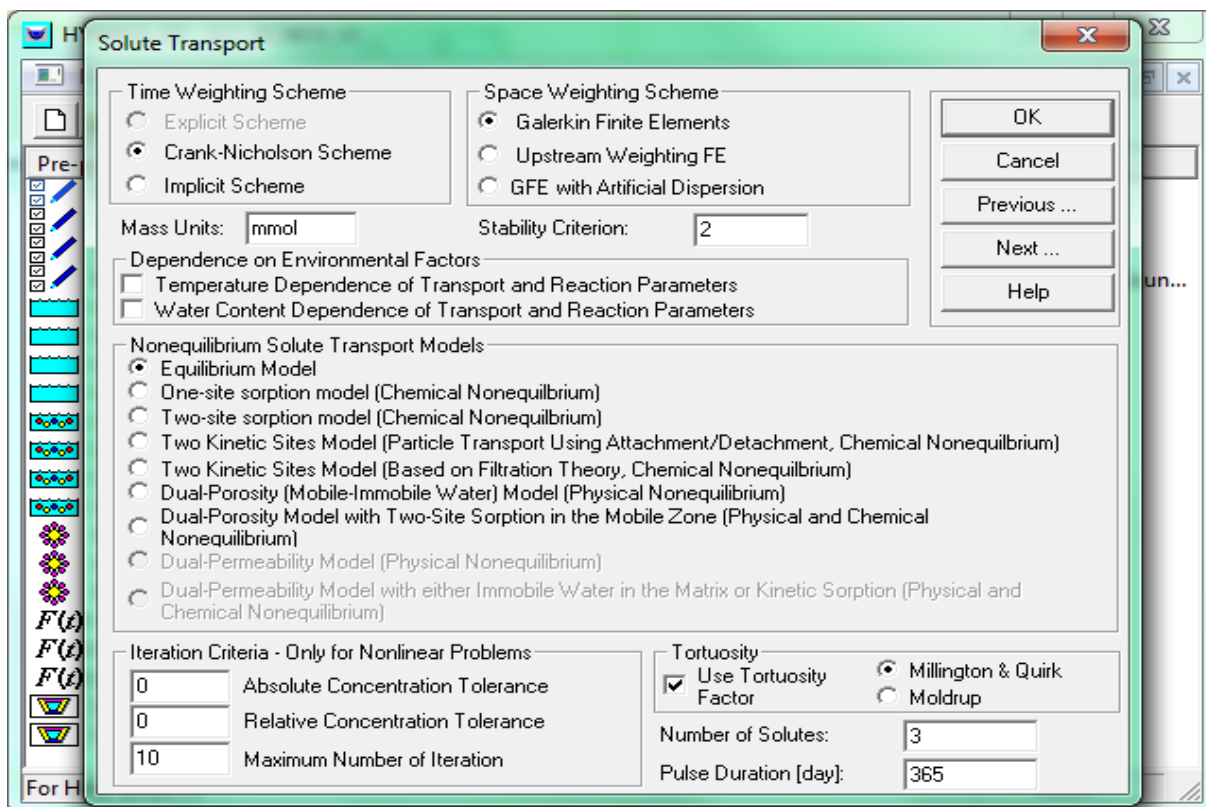 HY
Solute Transport
Time Weighting Scheme
Explicit Scheme
Crank-Nicholson Scheme
Implicit Scheme
Space Weighting Scheme
Galerkin Finite Elements
Upstream Weighting FE
GFE with Artificial Dispersion
OK
Cancel
Previous ...
Next ...
Help
Pre-
un...
Mass Units: mmol
Stability Criterion: 2
Dependence on Environmental Factors
Temperature Dependence of Transport and Reaction Parameters
Water Content Dependence of Transport and Reaction Parameters
Nonequilibrium Solute Transport Models
Equilibrium Model
One-site sorption model (Chemical Nonequilbrium)
Two-site sorption model (Chemical Nonequilbrium)
Two Kinetic Sites Model (Particle Transport Using Attachment/Detachment, Chemical Nonequilbrium)
Two Kinetic Sites Model (Based on Filtration Theory, Chemical Nonequilbrium)
Dual-Porosity (Mobile-Immobile Water) Model (Physical Nonequilibrium)
Dual-Porosity Model with Two-Site Sorption in the Mobile Zone (Physical and Chemical
Nonequilibrium)
Dual-Permeability Model (Physical Nonequilibrium)
Dual-Permeability Model with either Immobile Water in the Matrix or Kinetic Sorption (Physical and
Chemical Nonequilibrium)
F(t)
F(t)
F(t)
Iteration Criteria - Only for Nonlinear Problems
0 Absolute Concentration Tolerance
0 Relative Concentration Tolerance
10 Maximum Number of Iteration
Tortuosity
Use Tortuosity
Factor
Millington & Quirk
Moldrup
Number of Solutes: 3
Pulse Duration [day]: 365
For H